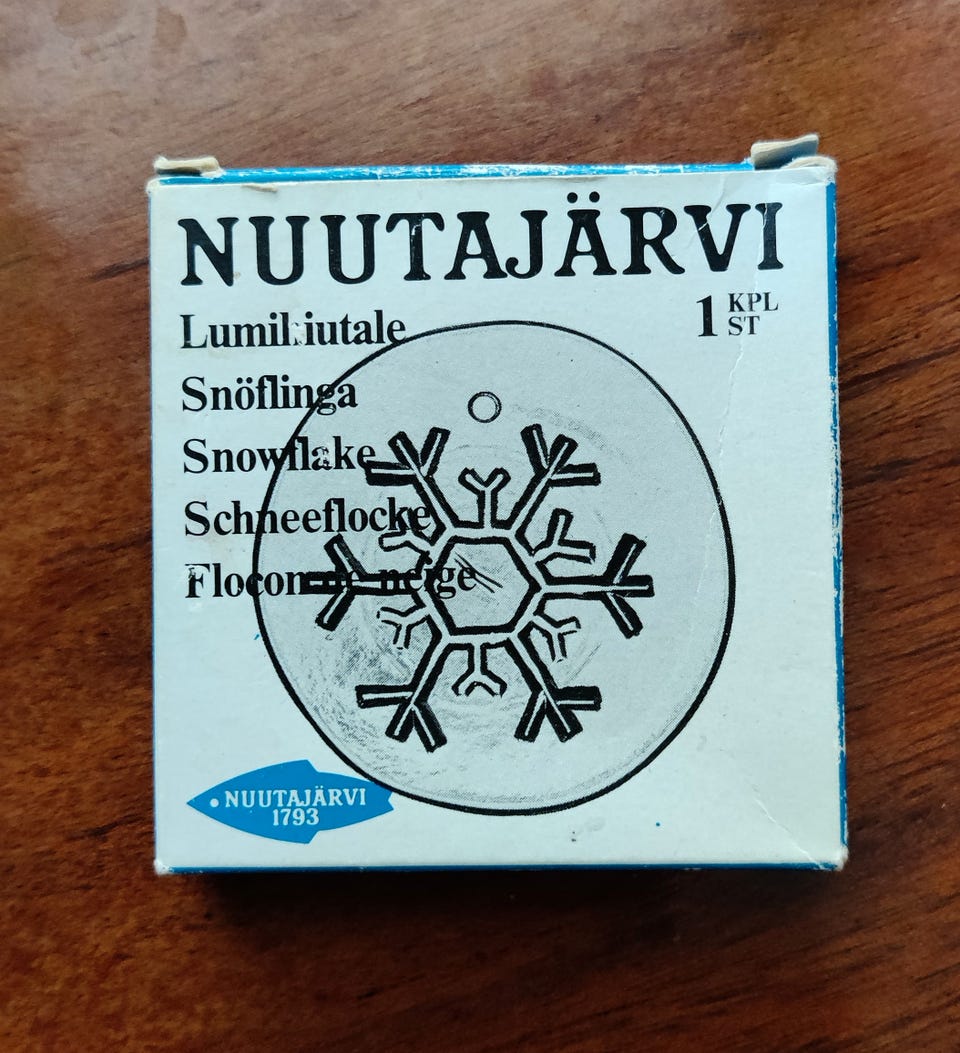 NUUTAJÄRVI
1 KPL
ST
Lumihiutale
Snöflinga
Snowflake
Schneeflocke
Flocon de neige
NUUTAJÄRVI
1793